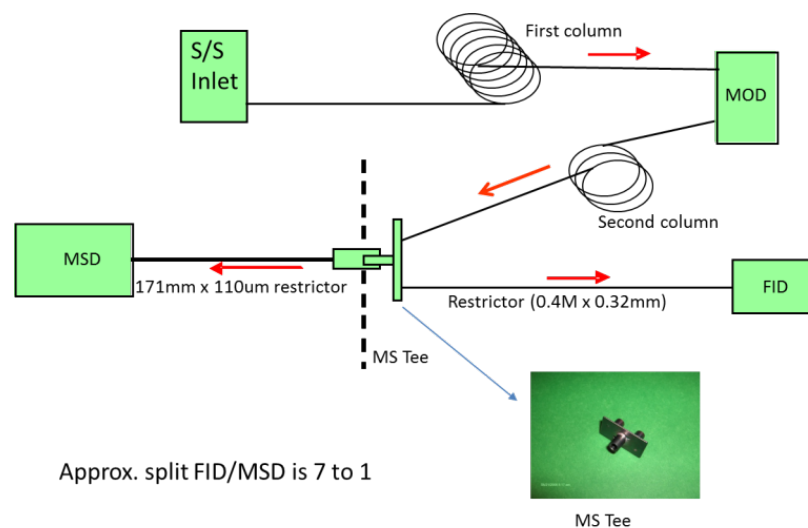 First column
S/S
Inlet
MOD
Second column
MSD
171mm x 110um restrictor
FID
Restrictor (0.4M x 0.32mm)
MS Tee
Approx. split FID/MSD is 7 to 1
MS Tee